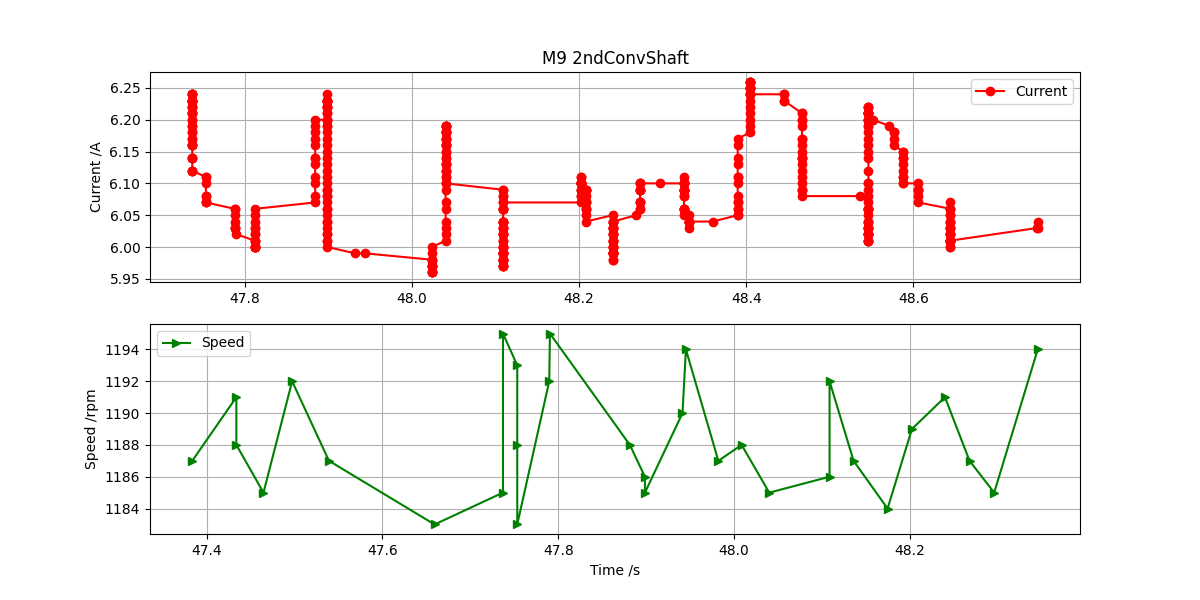 M9 2ndConvShaft
Current /A
6.25
6.20
6.15
6.10
6.05
6.00
5.95
Current
47.8 48.0 48.2 48.4 48.6
Speed /rpm
1194
1192
1190
1188
1186
1184
Speed
47.4 47.6 47.8 48.0 48.2
Time /s